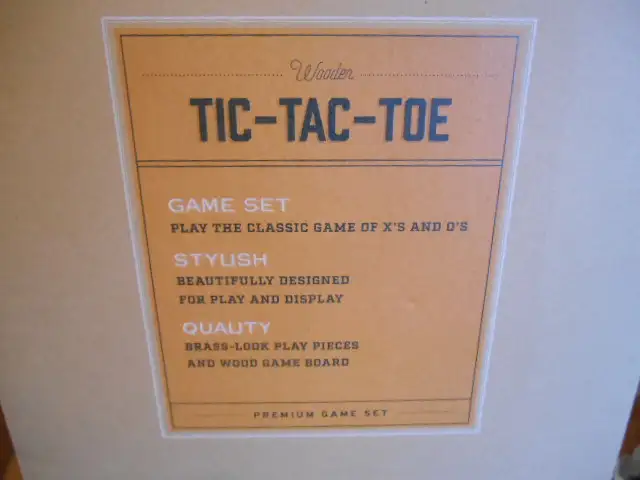 Wooden
TIC-TAC-TOE
GAME SET
PLAY THE CLASSIC GAME OF X'S AND O'S
STYLISH
BEAUTIFULLY DESIGNED
FOR PLAY AND DISPLAY
QUALITY
BRASS-LOOK PLAY PIECES
AND WOOD GAME BOARD
PREMIUM GAME SET